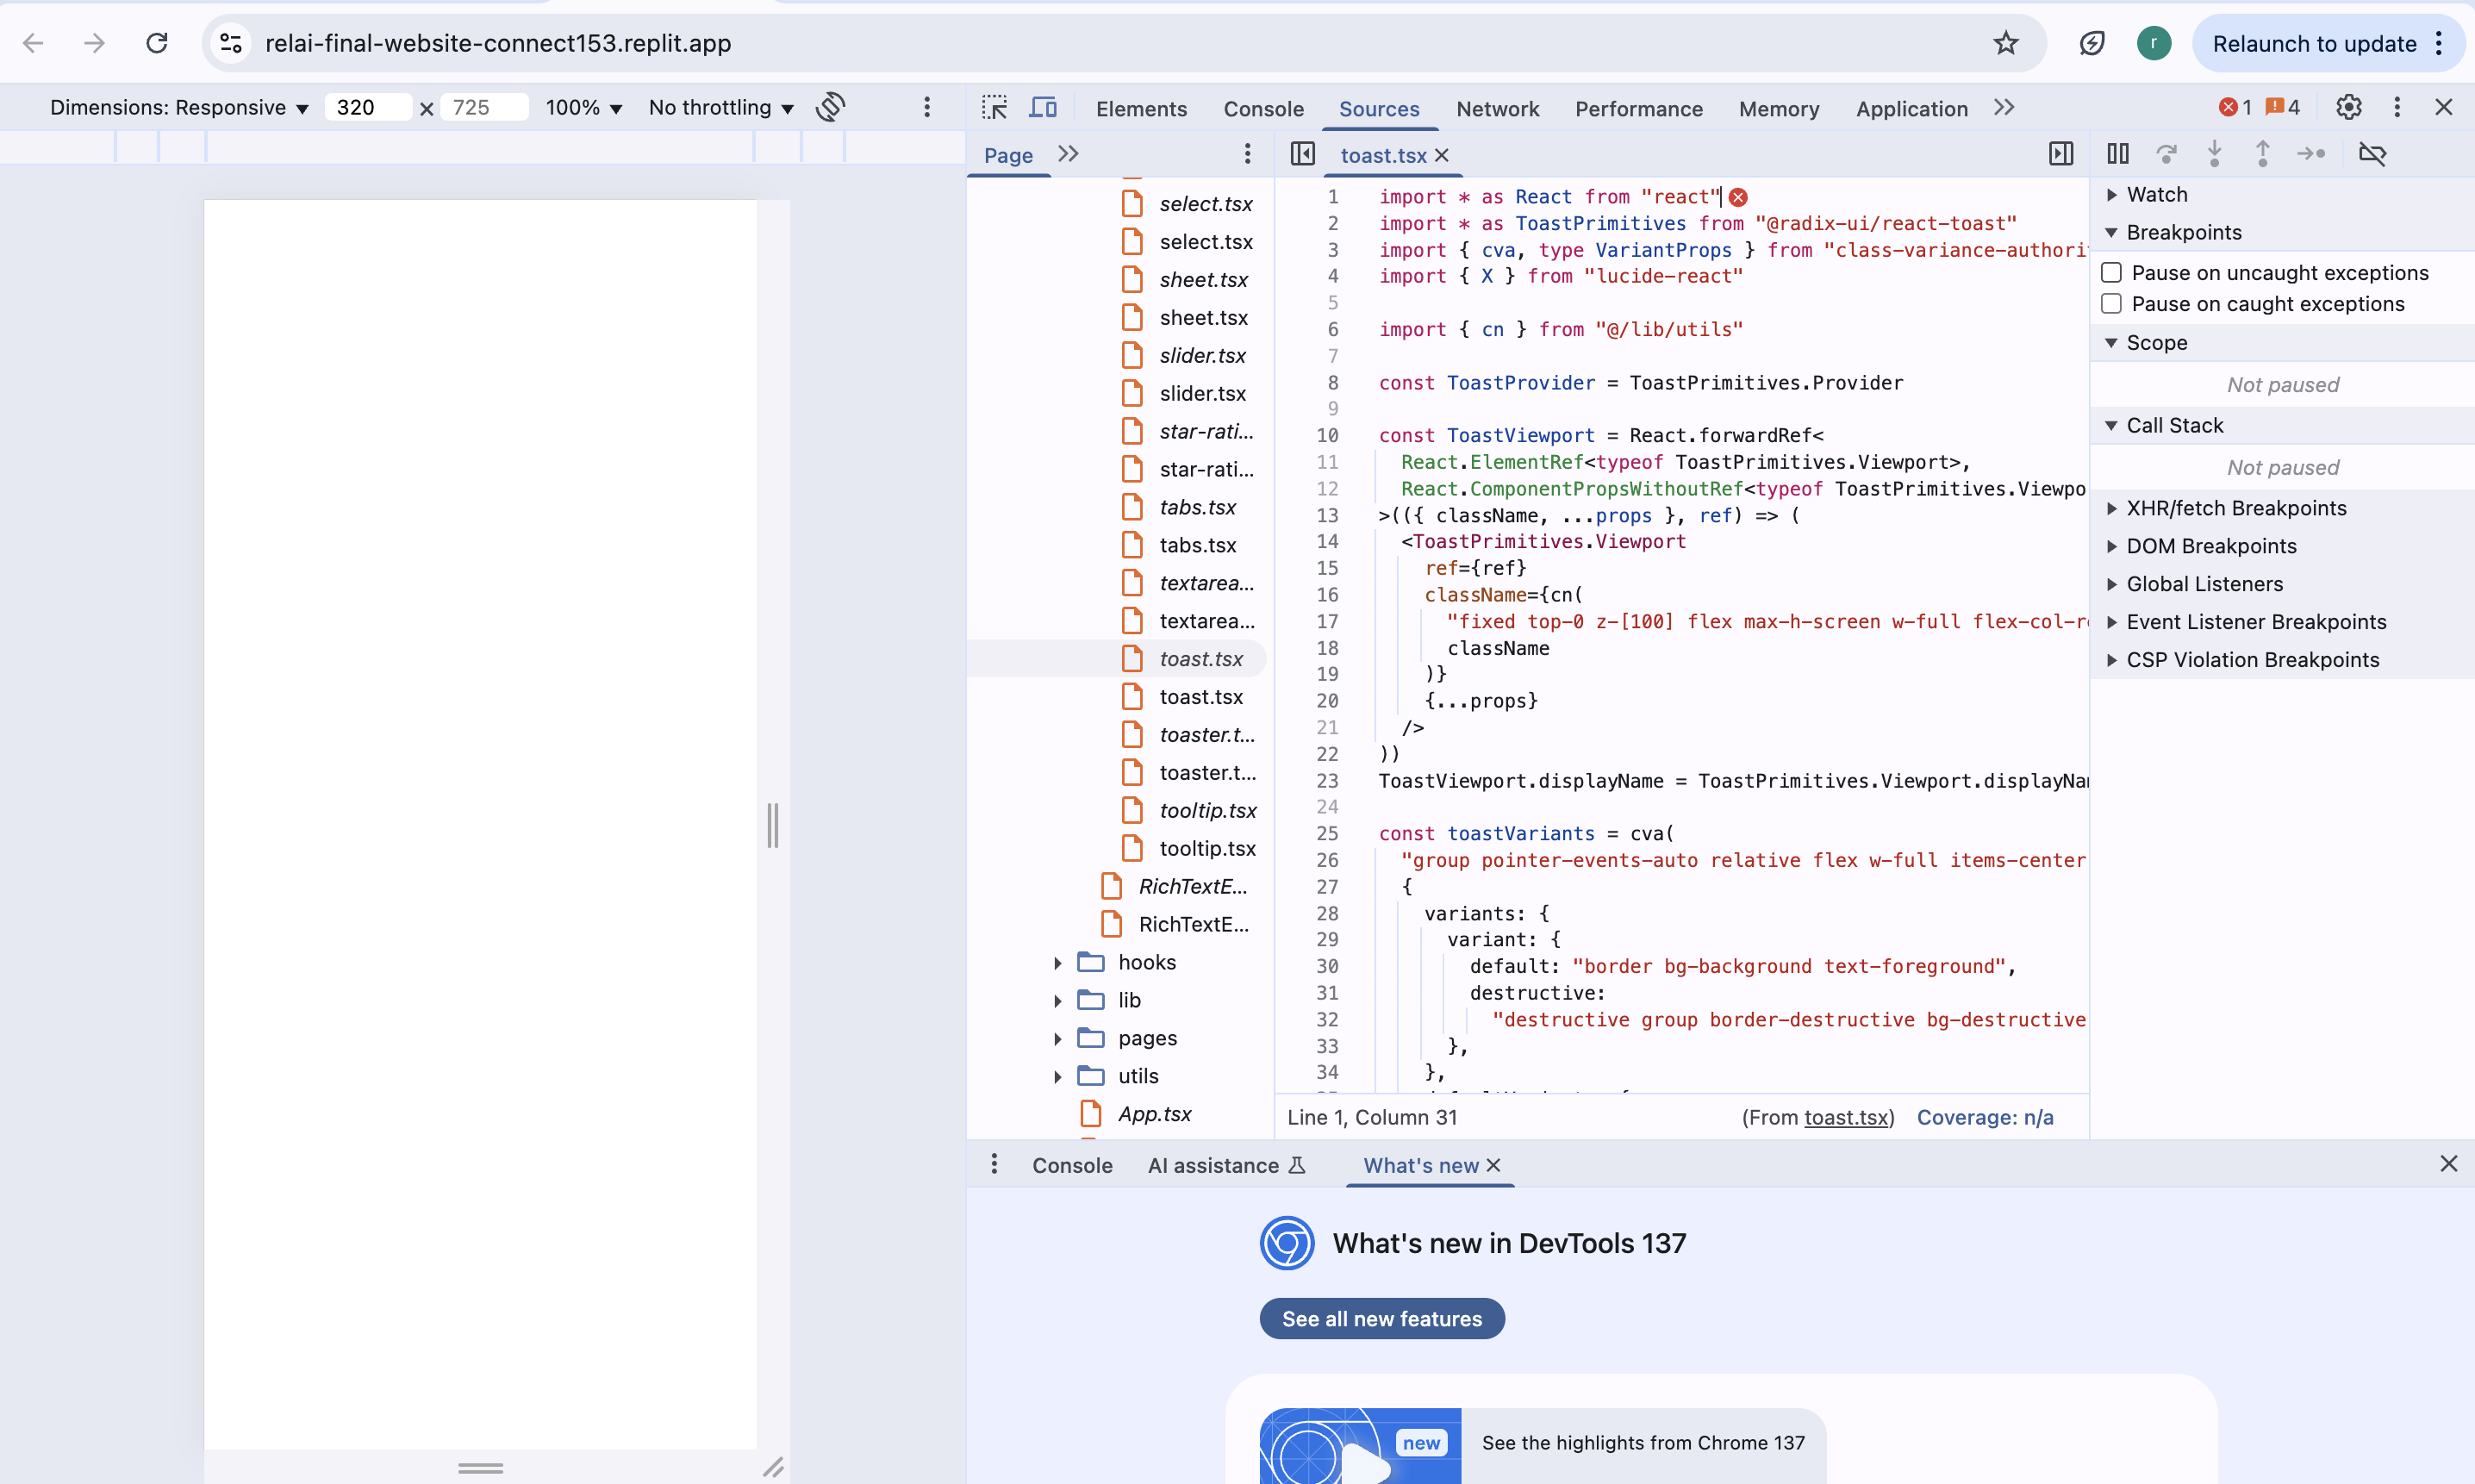 relai-final-website-connect153.replit.app
r
Relaunch to update
Dimensions: Responsive
320
×
725
100%
No throttling
Elements
Console
Sources
Network
Performance
Memory
Application
1
4
Page
toast.tsx
select.tsx
select.tsx
sheet.tsx
sheet.tsx
slider.tsx
slider.tsx
star-rati...
star-rati...
tabs.tsx
tabs.tsx
textarea...
textarea...
toast.tsx
toast.tsx
toaster.t...
toaster.t...
tooltip.tsx
tooltip.tsx
RichTextE...
RichTextE...
hooks
lib
pages
utils
App.tsx
1 import * as React from "react"
2 import * as ToastPrimitives from "@radix-ui/react-toast"
3 import { cva, type VariantProps } from "class-variance-authori
4 import { X } from "lucide-react"
5
6 import { cn } from "@/lib/utils"
7
8 const ToastProvider = ToastPrimitives.Provider
9
10 const ToastViewport = React.forwardRef<
11 React.ElementRef<typeof ToastPrimitives.Viewport>,
12 React.ComponentPropsWithoutRef<typeof ToastPrimitives.Viewpo
13 >(({ className, ...props }, ref) => (
14 <ToastPrimitives.Viewport
15 ref={ref}
16 className={cn(
17 "fixed top-0 z-[100] flex max-h-screen w-full flex-col-re
18 className
19 )}
20 {...props}
21 />
22 ))
23 ToastViewport.displayName = ToastPrimitives.Viewport.displayNa
24
25 const toastVariants = cva(
26 "group pointer-events-auto relative flex w-full items-center
27 {
28 variants: {
29 variant: {
30 default: "border bg-background text-foreground",
31 destructive:
32 "destructive group border-destructive bg-destructive
33 },
34 },
Line 1, Column 31
(From toast.tsx)
Coverage: n/a
Watch
Breakpoints
Pause on uncaught exceptions
Pause on caught exceptions
Scope
Not paused
Call Stack
Not paused
XHR/fetch Breakpoints
DOM Breakpoints
Global Listeners
Event Listener Breakpoints
CSP Violation Breakpoints
Console
AI assistance
What's new
What's new in DevTools 137
See all new features
new
See the highlights from Chrome 137